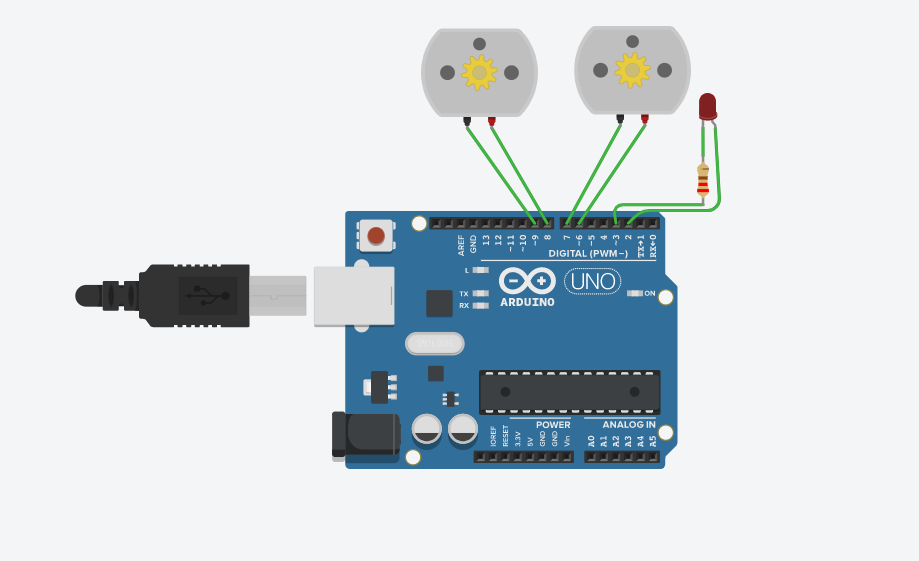 AREF
GND
13
12
~11
~10
~9
8
7
~6
~5
4
~3
2
TX→1
RX←0
DIGITAL (PWM~)
L
TX
RX
ARDUINO
UNO
ON
POWER
ANALOG IN
IOREF
RESET
3.3V
5V
GND
GND
Vin
A0
A1
A2
A3
A4
A5